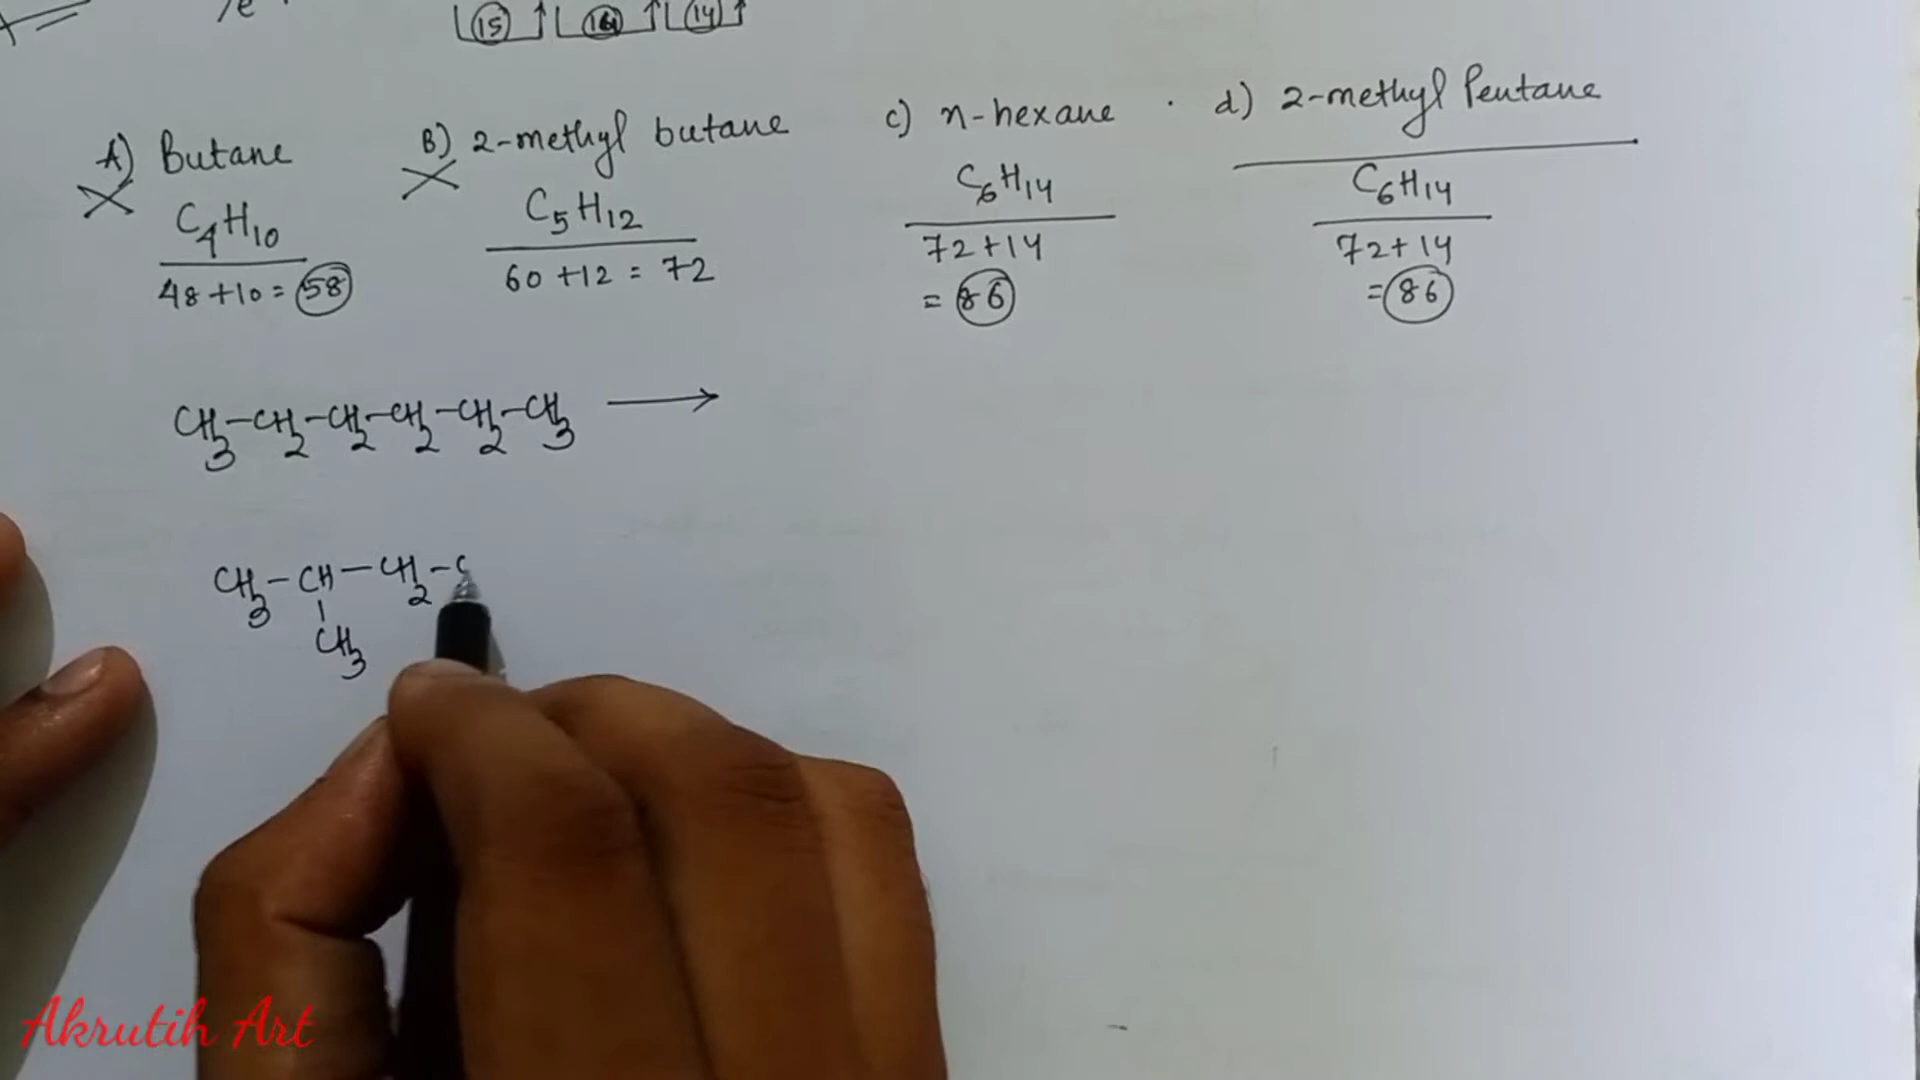 15 16 14
A) Butane B) 2-methyl butane c) n-hexane d) 2-methyl Pentane
C4H10 C5H12 C6H14 C6H14
48+10=58 60+12=72 72+14 72+14
=86 =86
CH3-CH2-CH2-CH2-CH2-CH3 →
CH3-CH-CH2-C
CH3
Akrutih Art